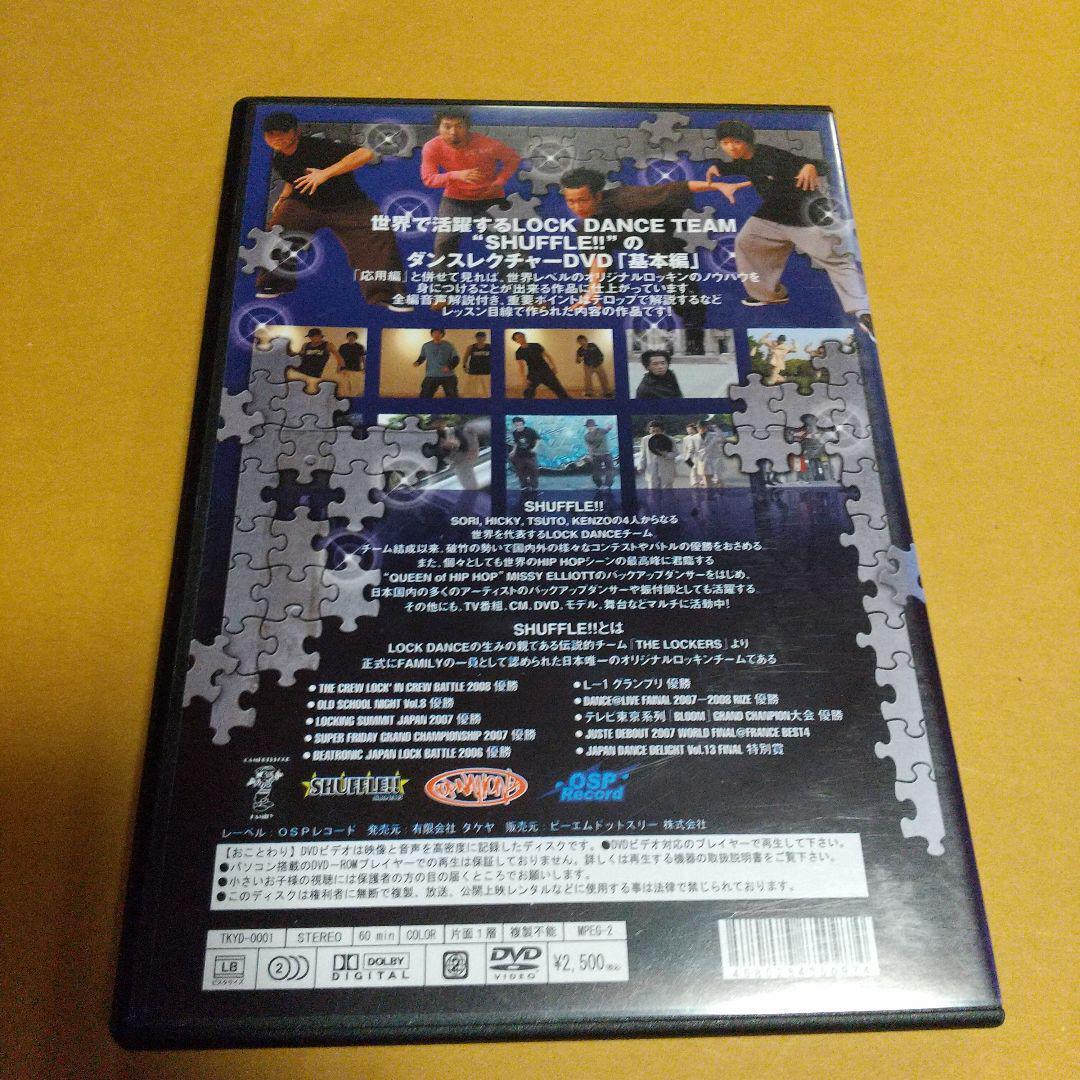 世界で活躍するLOCK DANCE TEAM
“SHUFFLE!!”の
ダンスレクチャーDVD「基本編」
「応用編」と併せて見れば、世界レベルのオリジナルロッキンのノウハウを
身につけることが出来る作品に仕上がっています。
全編音声解説付き、重要ポイントはテロップで解説するなど
レッスン目線で作られた内容の作品です!
SHUFFLE!!
SORI, HICKY, TSUTO, KENZOの4人からなる
世界を代表するLOCK DANCEチーム。
チーム結成以来、破竹の勢いで国内外の様々なコンテストやバトルの優勝をおさめる。
また、個々としても世界のHIP HOPシーンの最高峰に君臨する
“QUEEN of HIP HOP” MISSY ELLIOTTのバックアップダンサーをはじめ、
日本国内の多くのアーティストのバックアップダンサーや振付師としても活躍する。
その他にも、TV番組、CM、DVD、モデル、舞台などマルチに活動中!
SHUFFLE!!とは
LOCK DANCEの生みの親である伝説的チーム「THE LOCKERS」より
正式にFAMILYの一員として認められた日本唯一のオリジナルロッキンチームである
●THE CREW LOCK' IN CREW BATTLE 2008 優勝
●OLD SCHOOL NIGHT Vol.8 優勝
●LOCKING SUMMIT JAPAN 2007 優勝
●SUPER FRIDAY GRAND CHAMPIONSHIP 2007 優勝
●BEATRONIC JAPAN LOCK BATTLE 2006 優勝
●L−1 グランプリ 優勝
●DANCE@LIVE FAINAL 2007−2008 RIZE 優勝
●テレビ東京系列「BLOOM」GRAND CHANPION大会 優勝
●JUSTE DEBOUT 2007 WORLD FINAL@FRANCE BEST4
●JAPAN DANCE DELIGHT Vol.13 FINAL 特別賞
SHUFFLE!!
OSP
Record
レーベル:OSPレコード 発売元:有限会社 タケヤ 販売元:ビーエムドットスリー 株式会社
【おことわり】●DVDビデオは映像と音声を高密度に記録したディスクです。●DVDビデオ対応のプレイヤーで再生して下さい。
●パソコン搭載のDVD−ROMプレイヤーでの再生は保証しておりません。詳しくは再生する機器の取扱説明書をご覧下さい。
●小さいお子様の視聴には保護者の方の目の届くところでお願いします。
●このディスクは権利者に無断で複製、放送、公開上映レンタルなどに使用する事は法律で禁じられております。
TKYD-0001 STEREO 60 min COLOR 片面1層 複製不能 MPEG-2
LB
ビスタサイズ
2
DOLBY
DIGITAL
2
DVD
VIDEO
¥2,500(税込)